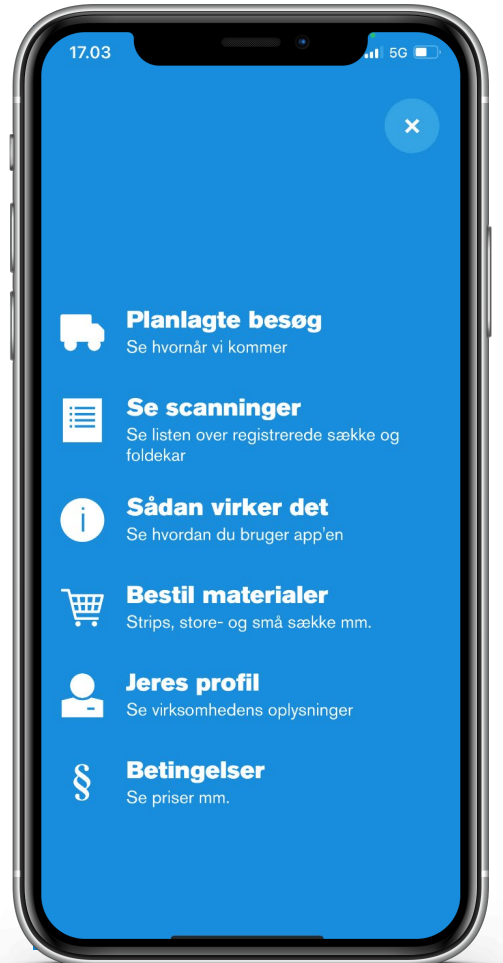 17.03
5G
Planlagte besøg
Se hvornår vi kommer
Se scanninger
Se listen over registrerede sække og
foldekar
Sådan virker det
Se hvordan du bruger app'en
Bestil materialer
Strips, store- og små sække mm.
Jeres profil
Se virksomhedens oplysninger
§
Betingelser
Se priser mm.